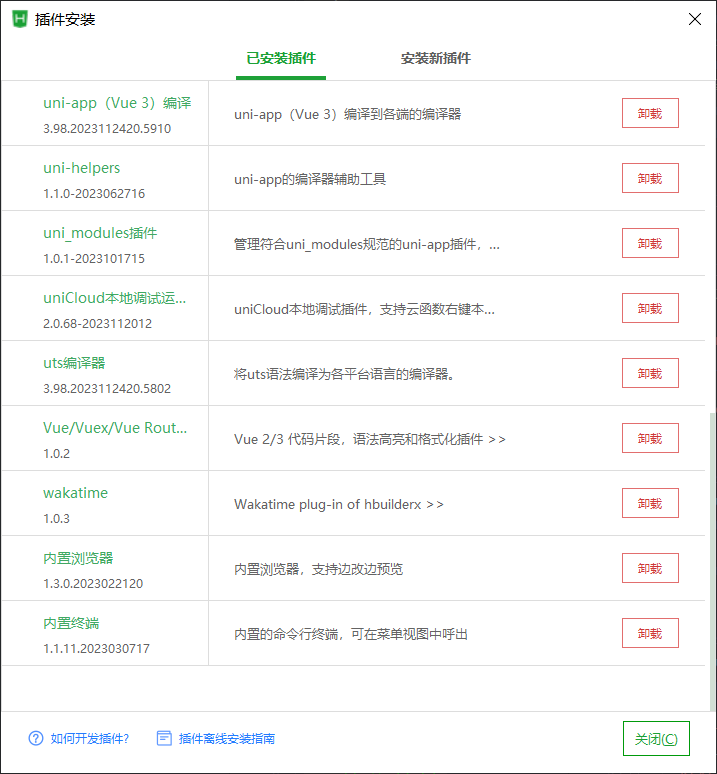 插件安装
已安装插件 安装新插件
uni-app（Vue 3）编译
3.98.2023112420.5910
uni-app（Vue 3）编译到各端的编译器
卸载
uni-helpers
1.1.0-2023062716
uni-app的编译器辅助工具
卸载
uni_modules插件
1.0.1-2023101715
管理符合uni_modules规范的uni-app插件，...
卸载
uniCloud本地调试运...
2.0.68-2023112012
uniCloud本地调试插件，支持云函数右键本...
卸载
uts编译器
3.98.2023112420.5802
将uts语法编译为各平台语言的编译器。
卸载
Vue/Vuex/Vue Rout...
1.0.2
Vue 2/3 代码片段，语法高亮和格式化插件 >>
卸载
wakatime
1.0.3
Wakatime plug-in of hbuilderx >>
卸载
内置浏览器
1.3.0.2023022120
内置浏览器，支持边改边预览
卸载
内置终端
1.1.11.2023030717
内置的命令行终端，可在菜单视图中呼出
卸载
如何开发插件? 插件离线安装指南
关闭(C)